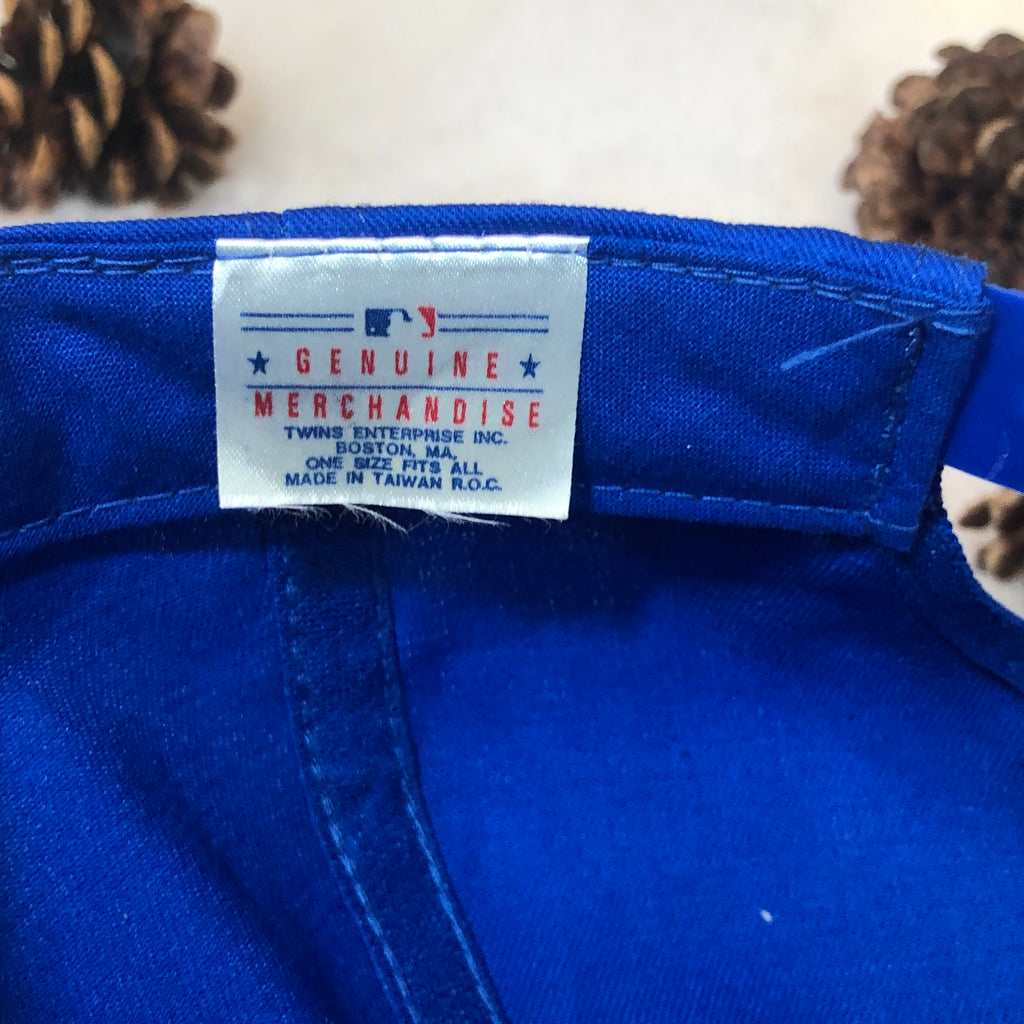 GENUINE
MERCHANDISE
TWINS ENTERPRISE INC.
BOSTON, MA.
ONE SIZE FITS ALL
MADE IN TAIWAN R.O.C.